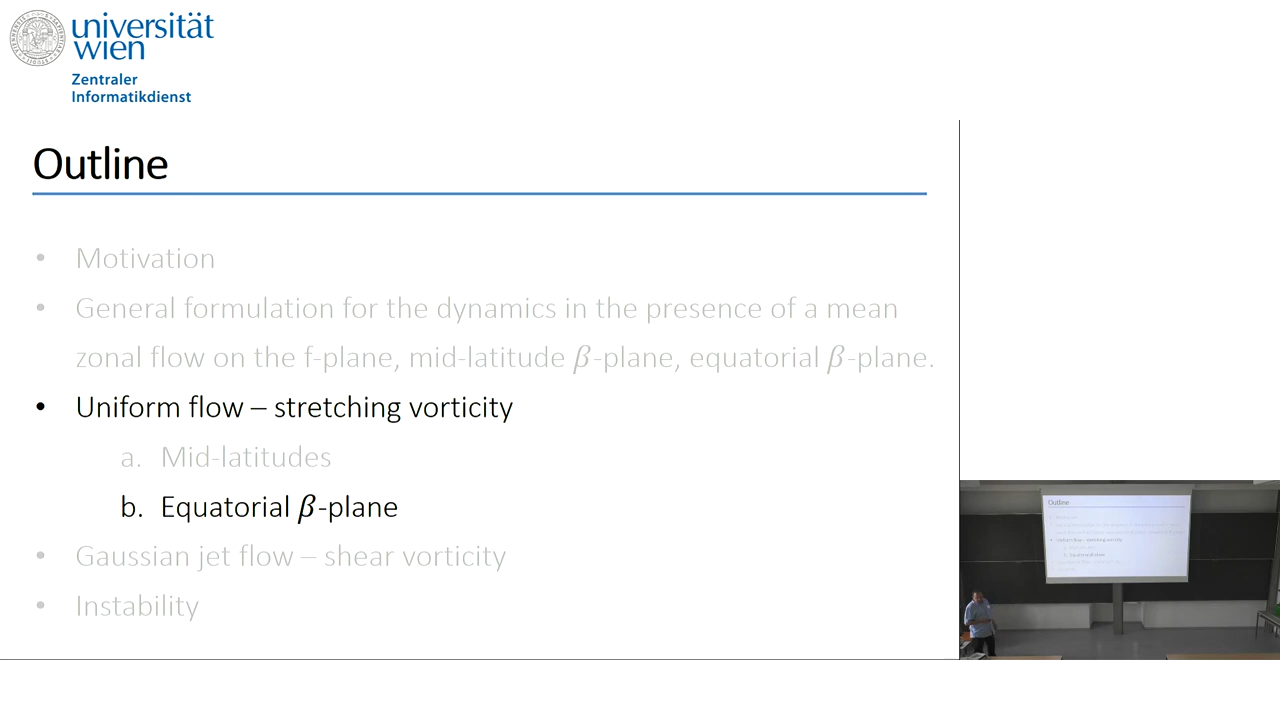 universität
wien
Zentraler
Informatikdienst
Outline
• Motivation
• General formulation for the dynamics in the presence of a mean
zonal flow on the f-plane, mid-latitude β-plane, equatorial β-plane.
• Uniform flow – stretching vorticity
a. Mid-latitudes
b. Equatorial β-plane
• Gaussian jet flow – shear vorticity
• Instability
Outline